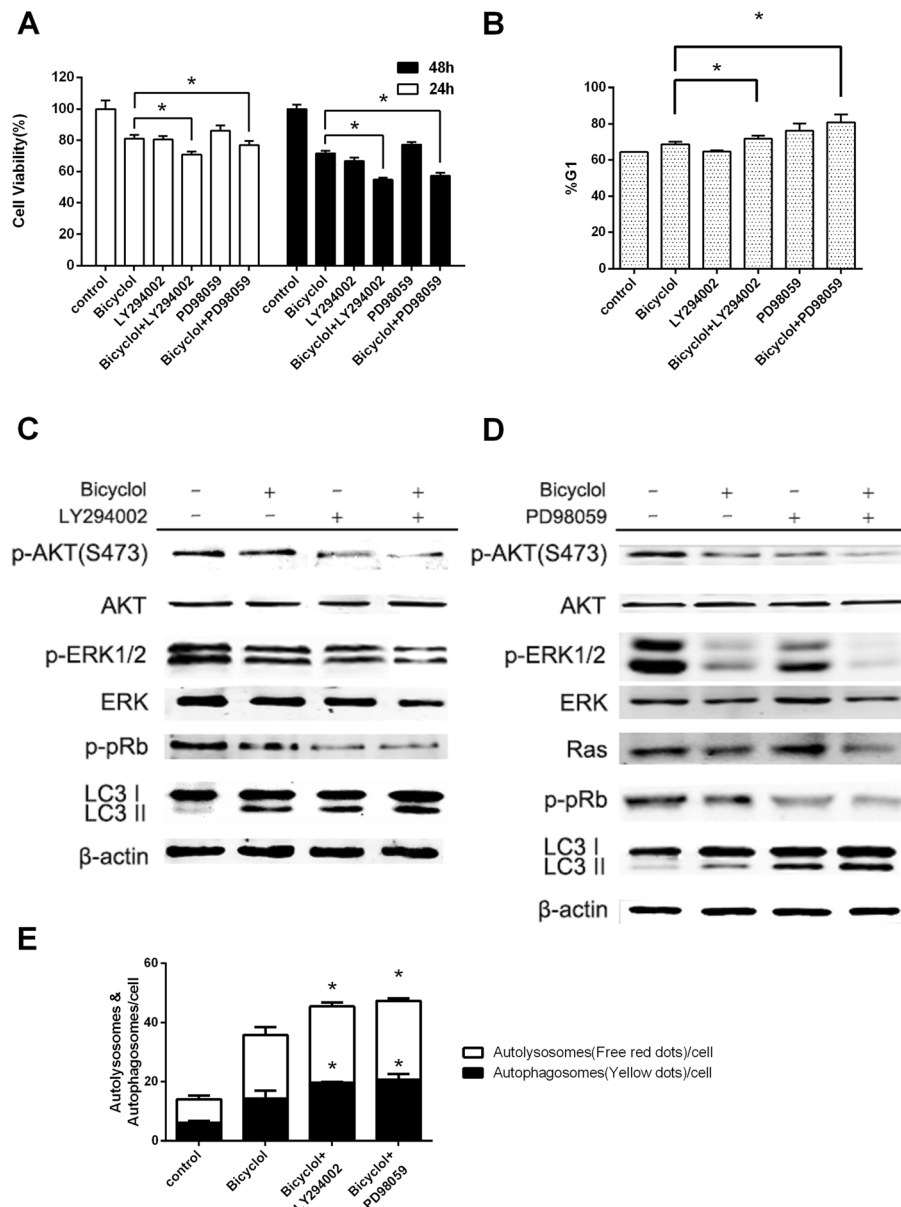 A
48h
24h
Cell Viability(%)
120
100
80
60
40
20
0
*
*
*
*
control
Bicyclol
LY294002
Bicyclol+LY294002
PD98059
Bicyclol+PD98059
control
Bicyclol
LY294002
Bicyclol+LY294002
PD98059
Bicyclol+PD98059
B
*
*
%G1
100
80
60
40
20
0
control
Bicyclol
LY294002
Bicyclol+LY294002
PD98059
Bicyclol+PD98059
C
Bicyclol - + - +
LY294002 - - + +
p-AKT(S473)
AKT
p-ERK1/2
ERK
p-pRb
LC3 I
LC3 II
β-actin
D
Bicyclol - + - +
PD98059 - - + +
p-AKT(S473)
AKT
p-ERK1/2
ERK
Ras
p-pRb
LC3 I
LC3 II
β-actin
E
Autolysosomes &
Autophagosomes/cell
60
40
20
0
*
*
*
*
control
Bicyclol
Bicyclol+
LY294002
Bicyclol+
PD98059
Autolysosomes(Free red dots)/cell
Autophagosomes(Yellow dots)/cell